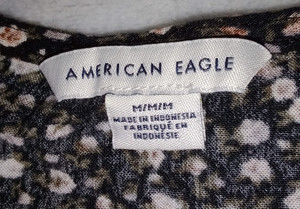 AMERICAN EAGLE
M/M/M
MADE IN INDONESIA
FABRIQUÉ EN
INDONÉSIE